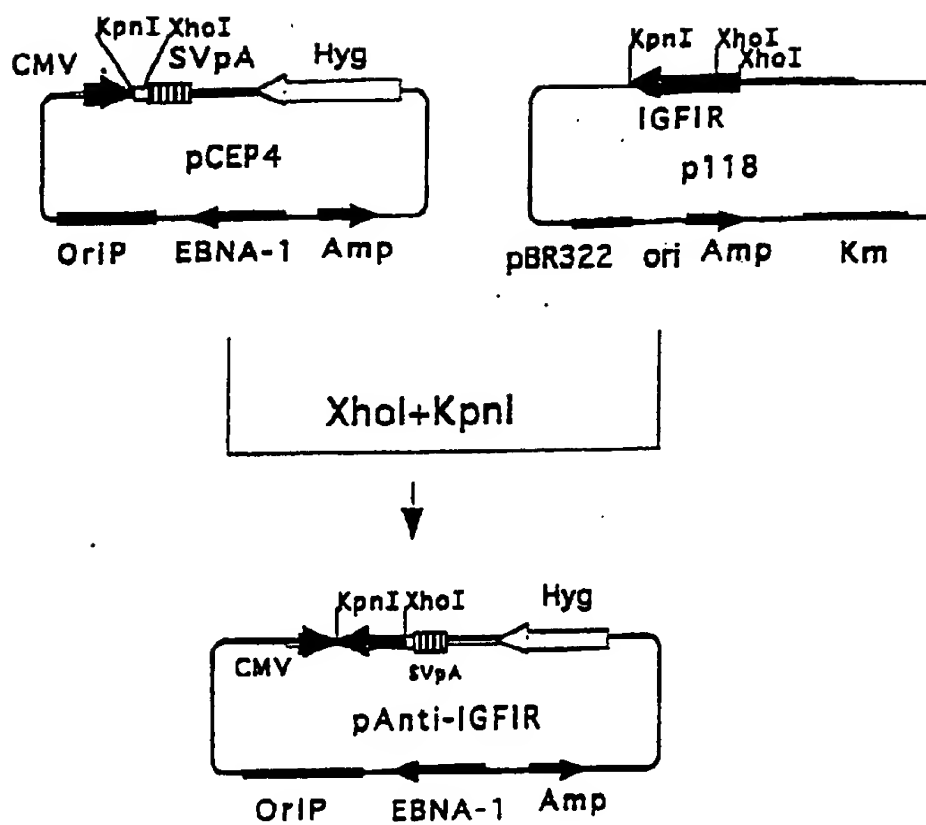 KpnI XhoI
CMV SVpA Hyg
pCEP4
OriP EBNA-1 Amp
KpnI XhoI
XhoI
IGFIR
p118
pBR322 ori Amp Km
XhoI+KpnI
KpnI XhoI Hyg
CMV SVpA
pAnti-IGFIR
OriP EBNA-1 Amp